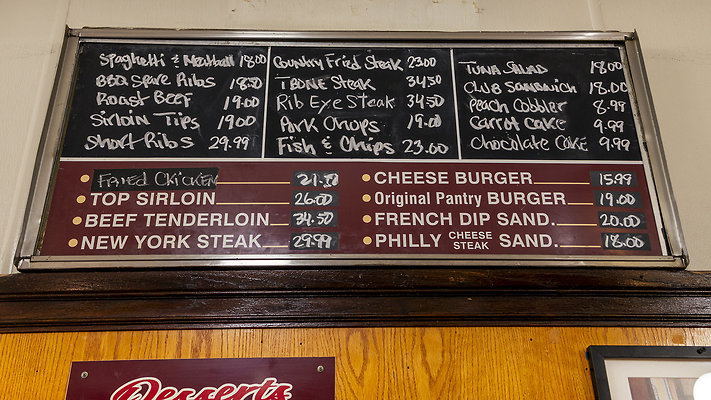 Spaghetti & Meatball 18.00
BBQ Spare Ribs 18.50
Roast Beef 19.00
Sirloin Tips 19.00
Short Ribs 29.99
Country Fried Steak 23.00
TBONE Steak 34.50
Rib Eye Steak 34.50
Pork Chops 19.00
Fish & Chips 23.00
TUNA SALAD 18.00
CLUB SANDWICH 18.00
Peach Cobbler 8.99
Carrot Cake 9.99
Chocolate Cake 9.99
FRIED CHICKEN 21.50
TOP SIRLOIN 26.00
BEEF TENDERLOIN 34.50
NEW YORK STEAK 29.99
CHEESE BURGER 15.99
Original Pantry BURGER 19.00
FRENCH DIP SAND. 20.00
PHILLY CHEESE STEAK SAND. 18.00
Desserts